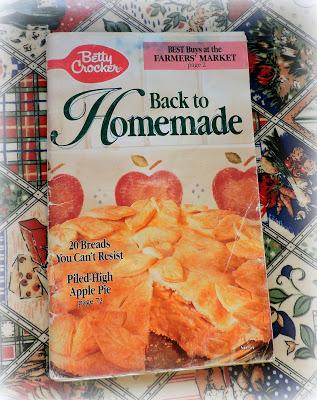 Betty
Crocker
BEST Buys at the
FARMERS' MARKET
page 2
Back to
Homemade
20 Breads
You Can't Resist
Piled-High
Apple Pie
page 72